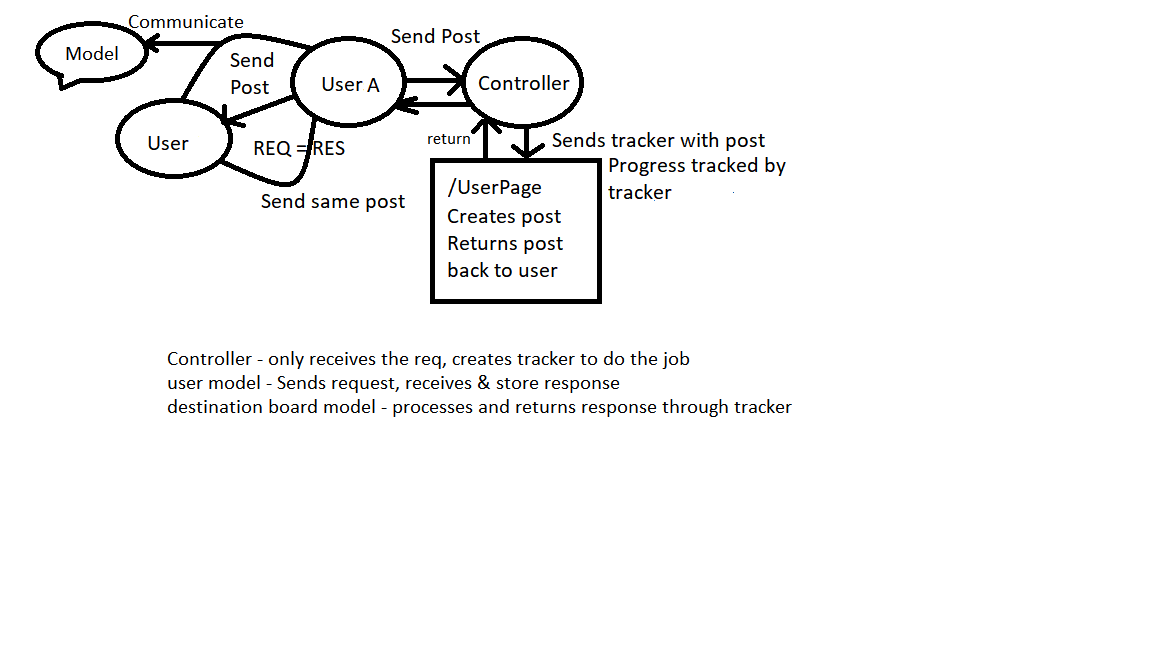 Communicate
Model
Send Post
Send
Post
User A
Controller
User
REQ = RES
return
Sends tracker with post
Progress tracked by
tracker
Send same post
/UserPage
Creates post
Returns post
back to user
Controller - only receives the req, creates tracker to do the job
user model - Sends request, receives & store response
destination board model - processes and returns response through tracker